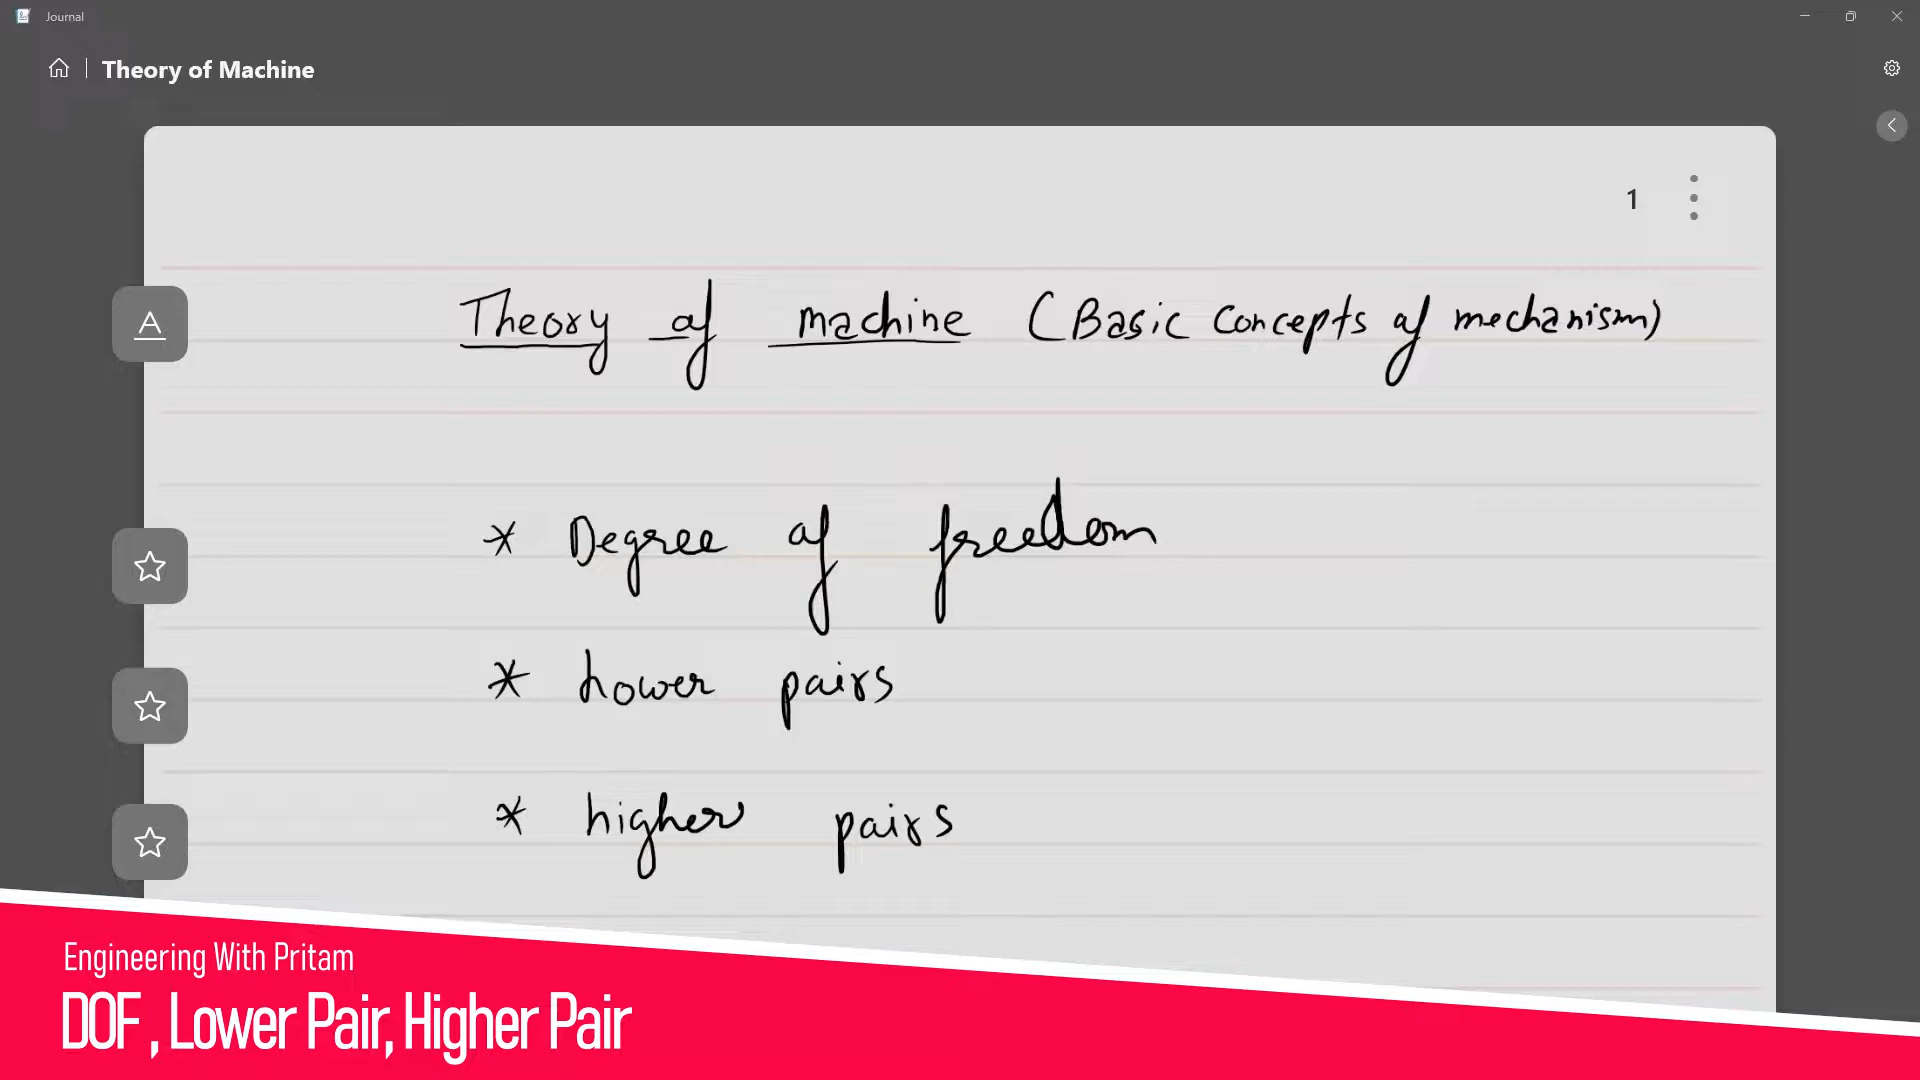 Journal
Theory of Machine
1
Theory of machine (Basic Concepts of mechanism)
A
* Degree of freedom
* Lower pairs
* higher pairs
Engineering With Pritam
DOF, Lower Pair, Higher Pair